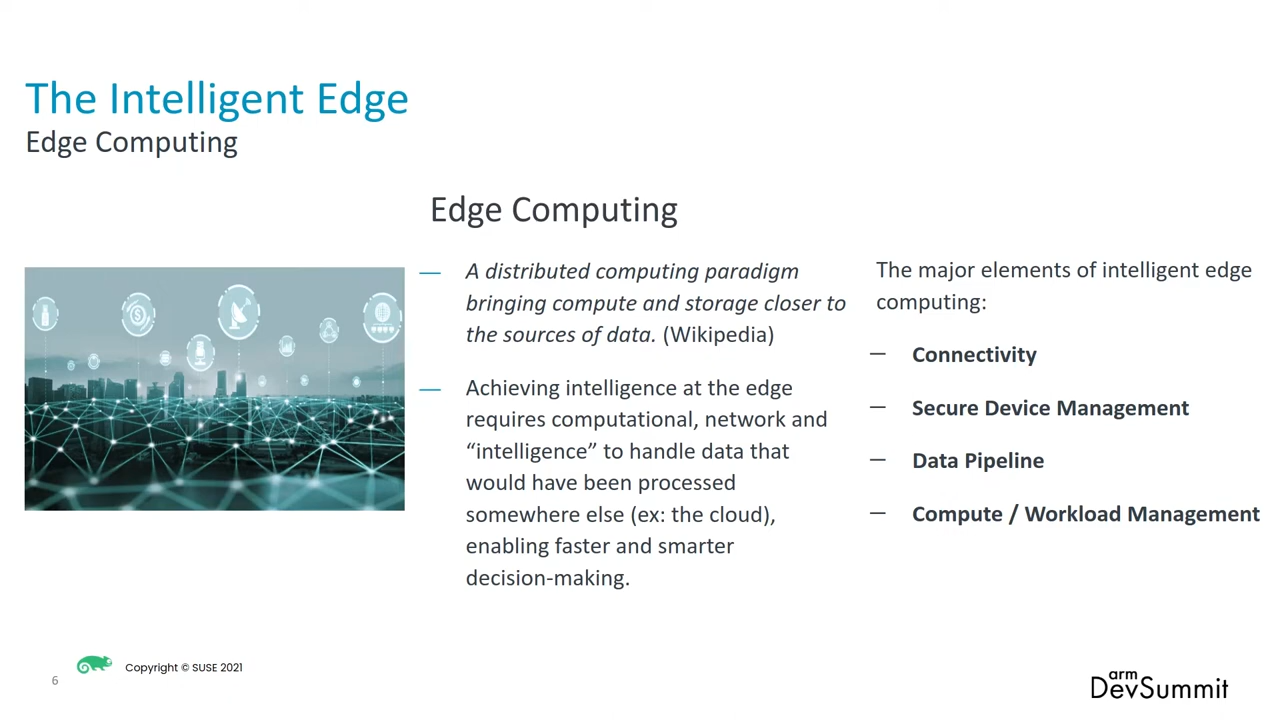 The Intelligent Edge
Edge Computing
Edge Computing
— A distributed computing paradigm
bringing compute and storage closer to
the sources of data. (Wikipedia)
— Achieving intelligence at the edge
requires computational, network and
“intelligence” to handle data that
would have been processed
somewhere else (ex: the cloud),
enabling faster and smarter
decision-making.
The major elements of intelligent edge
computing:
— Connectivity
— Secure Device Management
— Data Pipeline
— Compute / Workload Management
6
Copyright © SUSE 2021
arm
DevSummit